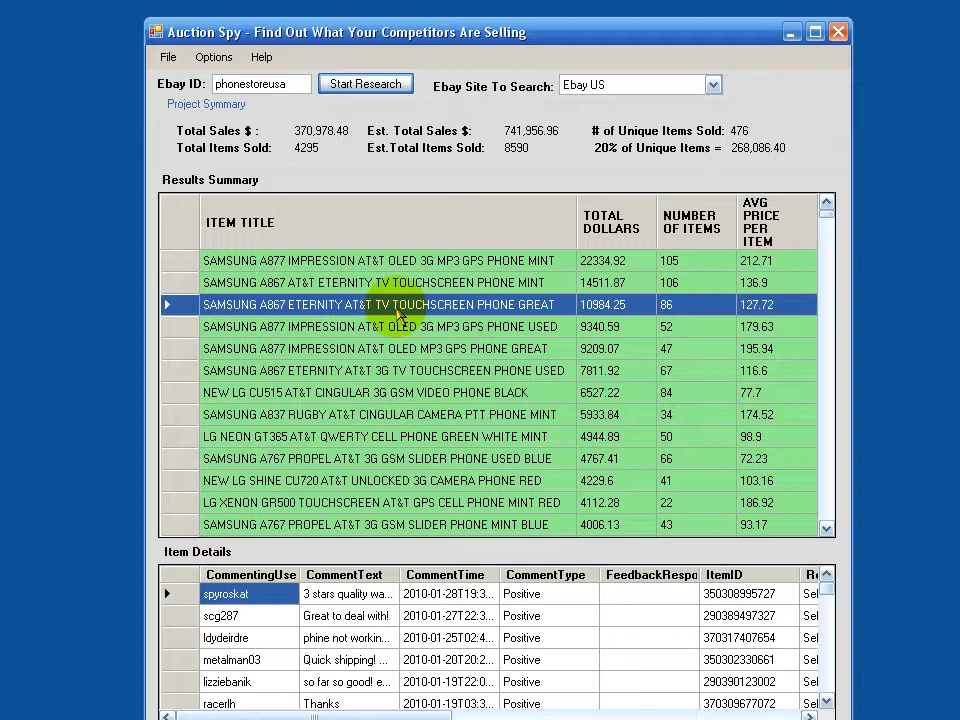 Auction Spy - Find Out What Your Competitors Are Selling
File Options Help
Ebay ID: phonestoreusa Start Research Ebay Site To Search: Ebay US
Project Summary
Total Sales $ : 370,978.48 Est. Total Sales $: 741,956.96 # of Unique Items Sold: 476
Total Items Sold: 4295 Est.Total Items Sold: 8590 20% of Unique Items = 268,086.40
Results Summary
ITEM TITLE TOTAL DOLLARS NUMBER OF ITEMS AVG PRICE PER ITEM
SAMSUNG A877 IMPRESSION AT&T OLED 3G MP3 GPS PHONE MINT 22334.92 105 212.71
SAMSUNG A867 AT&T ETERNITY TV TOUCHSCREEN PHONE MINT 14511.87 106 136.9
SAMSUNG A867 ETERNITY AT&T TV TOUCHSCREEN PHONE GREAT 10984.25 86 127.72
SAMSUNG A877 IMPRESSION AT&T OLED 3G MP3 GPS PHONE USED 9340.59 52 179.63
SAMSUNG A877 IMPRESSION AT&T OLED MP3 GPS PHONE GREAT 9209.07 47 195.94
SAMSUNG A867 ETERNITY AT&T 3G TV TOUCHSCREEN PHONE USED 7811.92 67 116.6
NEW LG CU515 AT&T CINGULAR 3G GSM VIDEO PHONE BLACK 6527.22 84 77.7
SAMSUNG A837 RUGBY AT&T CINGULAR CAMERA PTT PHONE MINT 5933.84 34 174.52
LG NEON GT365 AT&T QWERTY CELL PHONE GREEN WHITE MINT 4944.89 50 98.9
SAMSUNG A767 PROPEL AT&T 3G GSM SLIDER PHONE USED BLUE 4767.41 66 72.23
NEW LG SHINE CU720 AT&T UNLOCKED 3G CAMERA PHONE RED 4229.6 41 103.16
LG XENON GR500 TOUCHSCREEN AT&T GPS CELL PHONE MINT RED 4112.28 22 186.92
SAMSUNG A767 PROPEL AT&T 3G GSM SLIDER PHONE MINT BLUE 4006.13 43 93.17
Item Details
CommentingUse CommentText CommentTime CommentType FeedbackRespo ItemID R
spyroskat 3 stars quality wa... 2010-01-28T19:3... Positive 350308995727 Sel
scg287 Great to deal with! 2010-01-27T22:2... Positive 290389497327 Sel
ldydeirdre phine not workin... 2010-01-25T02:4... Positive 370317407654 Sel
metalman03 Quick shipping! ... 2010-01-20T20:2... Positive 350302330661 Sel
lizziebanik so far so good! e... 2010-01-19T22:0... Positive 290390123002 Sel
racerlh Thanks 2010-01-19T03:0... Positive 310309677072 Sel